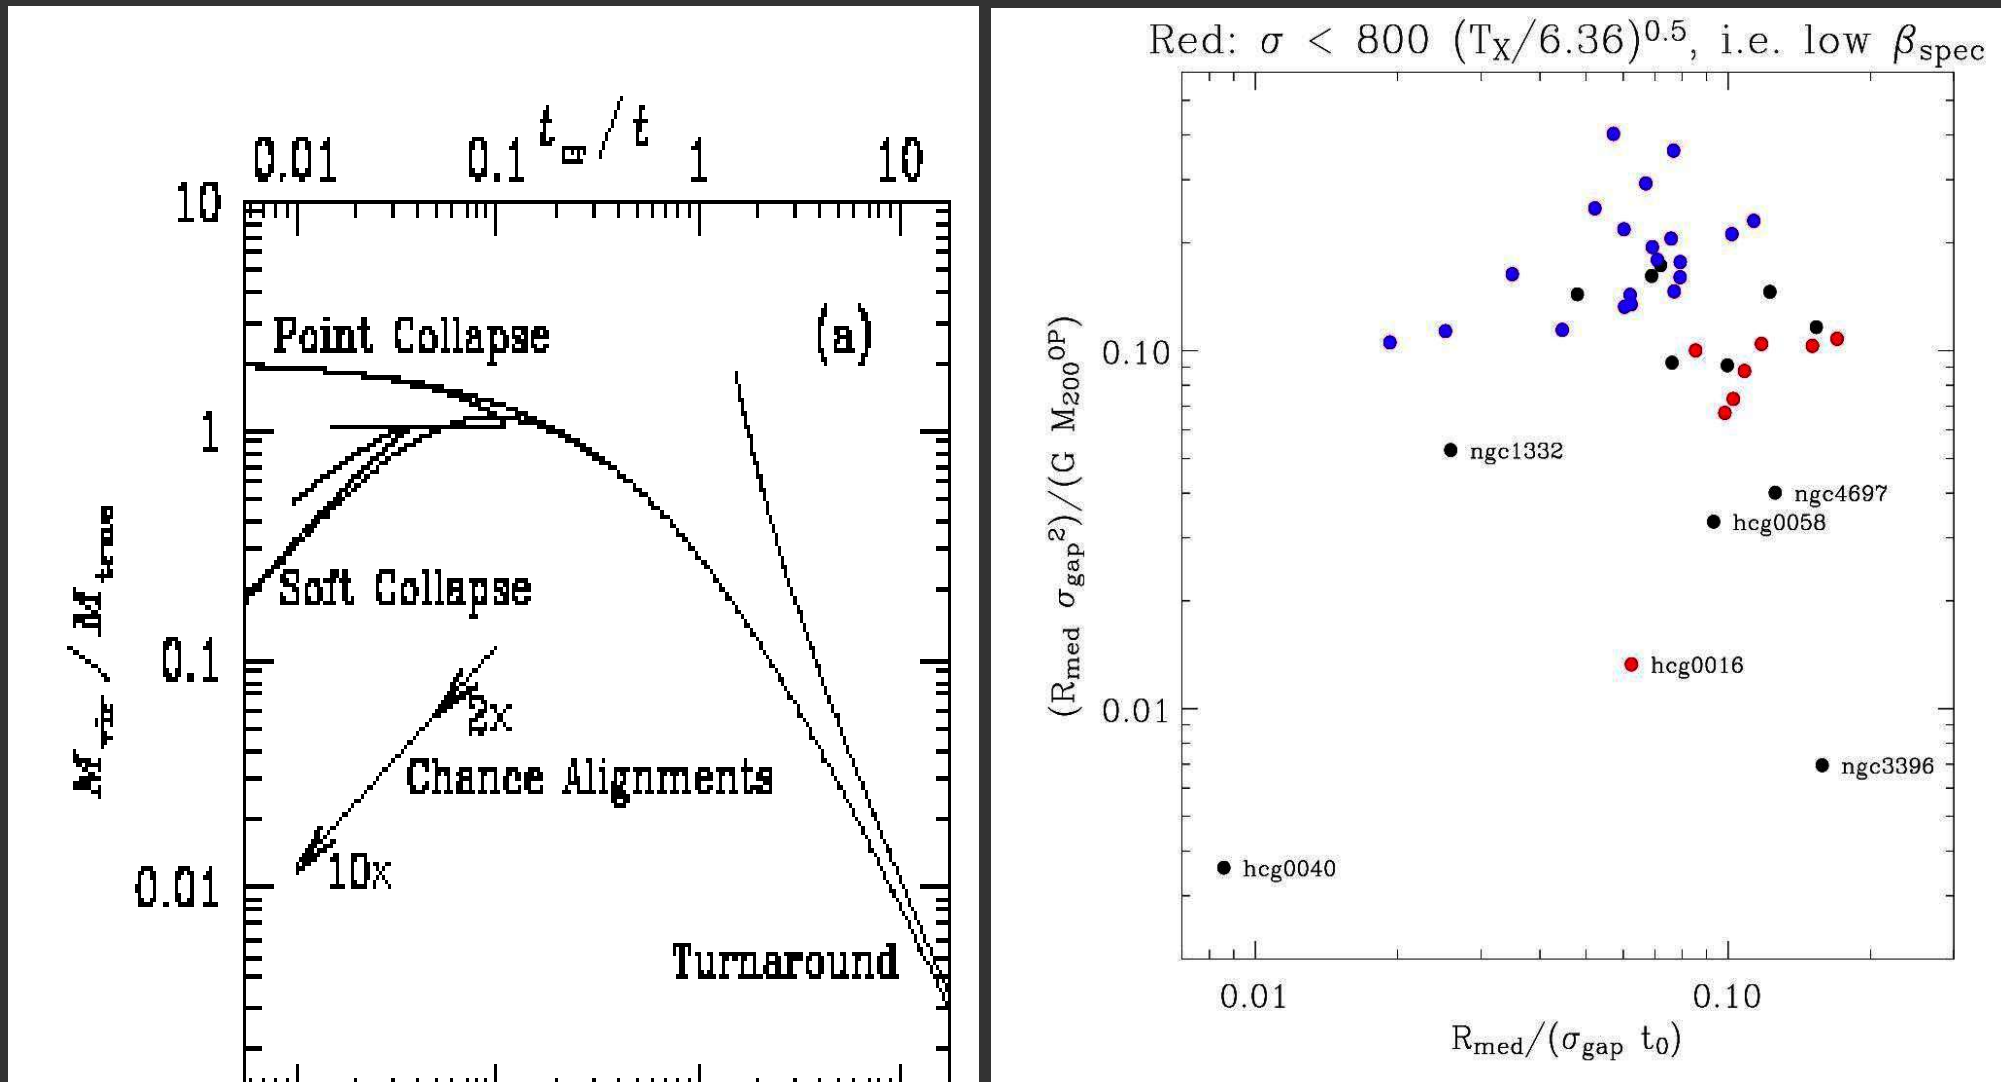 t_cr/t
0.01 0.1 1 10
10
Point Collapse
(a)
1
M_vir / M_true
Soft Collapse
0.1
2x
Chance Alignments
10x
0.01
Turnaround
Red: σ < 800 (T_X/6.36)^0.5, i.e. low β_spec
(R_med σ_gap^2)/(G M_200^OP)
0.10
ngc1332
ngc4697
hcg0058
hcg0016
0.01
ngc3396
hcg0040
0.01 0.10
R_med/(σ_gap t_0)